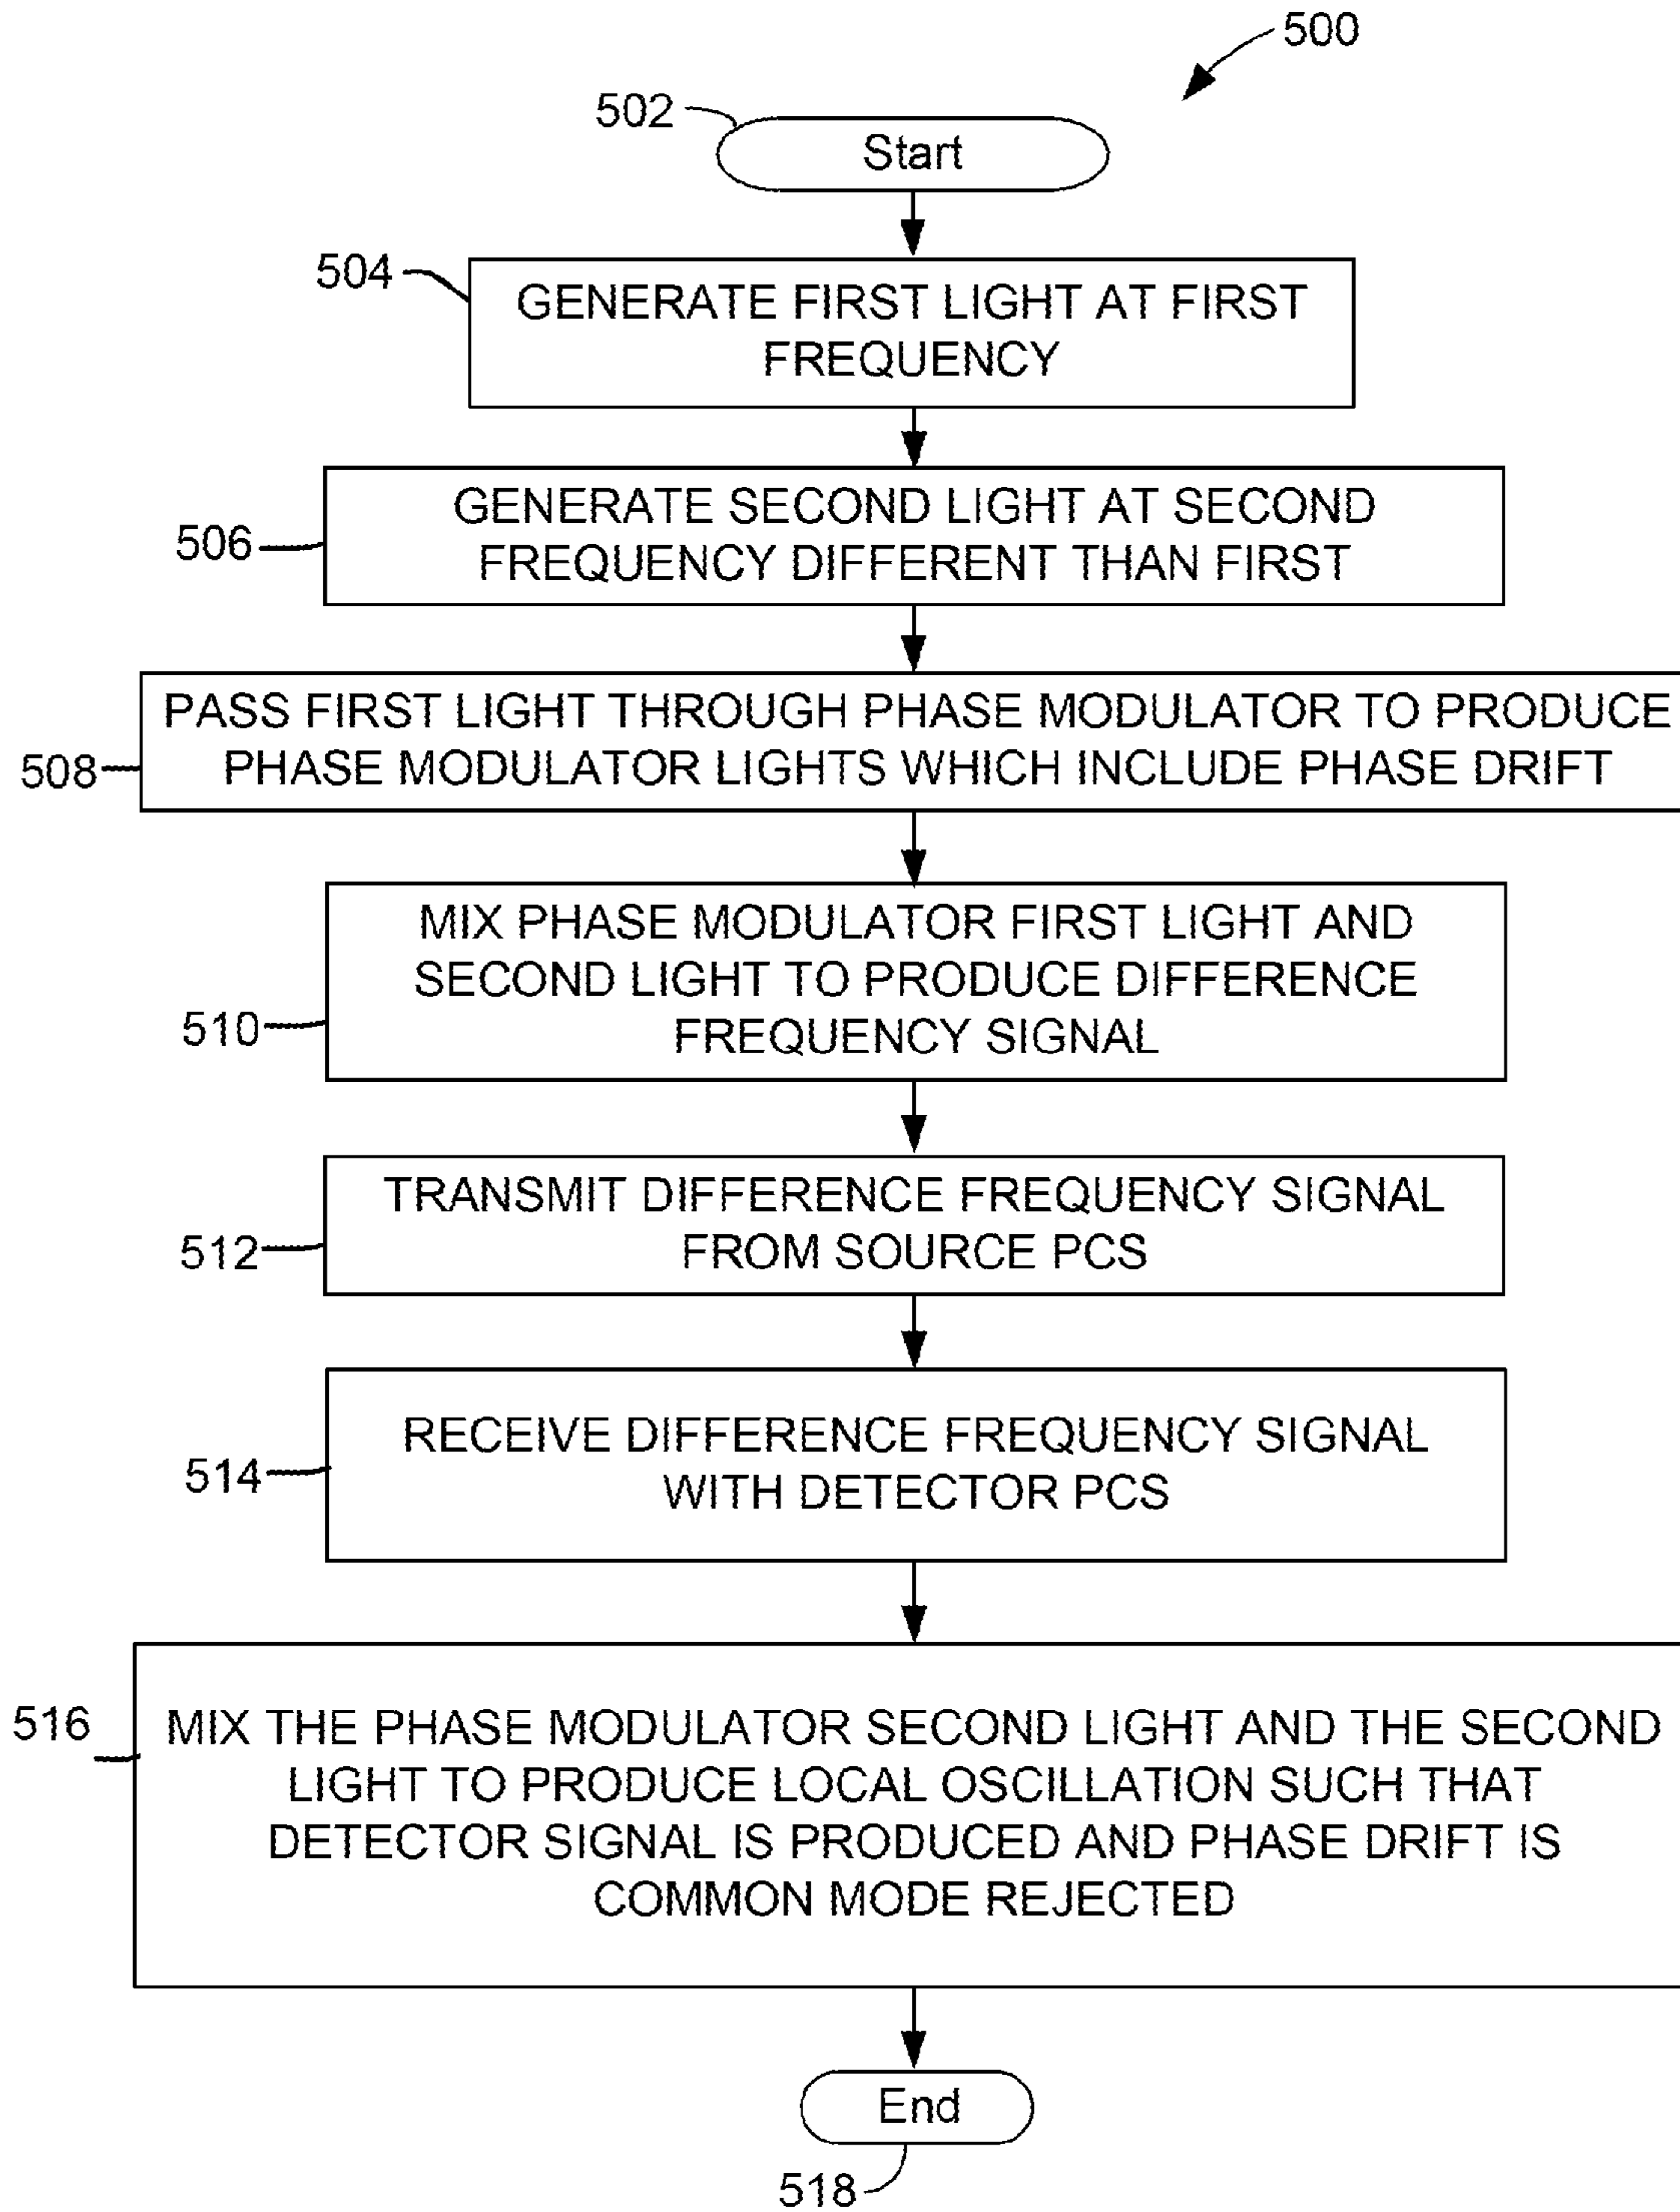 500
502
Start
504
GENERATE FIRST LIGHT AT FIRST
FREQUENCY
506
GENERATE SECOND LIGHT AT SECOND
FREQUENCY DIFFERENT THAN FIRST
508
PASS FIRST LIGHT THROUGH PHASE MODULATOR TO PRODUCE
PHASE MODULATOR LIGHTS WHICH INCLUDE PHASE DRIFT
510
MIX PHASE MODULATOR FIRST LIGHT AND
SECOND LIGHT TO PRODUCE DIFFERENCE
FREQUENCY SIGNAL
512
TRANSMIT DIFFERENCE FREQUENCY SIGNAL
FROM SOURCE PCS
514
RECEIVE DIFFERENCE FREQUENCY SIGNAL
WITH DETECTOR PCS
516
MIX THE PHASE MODULATOR SECOND LIGHT AND THE SECOND
LIGHT TO PRODUCE LOCAL OSCILLATION SUCH THAT
DETECTOR SIGNAL IS PRODUCED AND PHASE DRIFT IS
COMMON MODE REJECTED
End
518